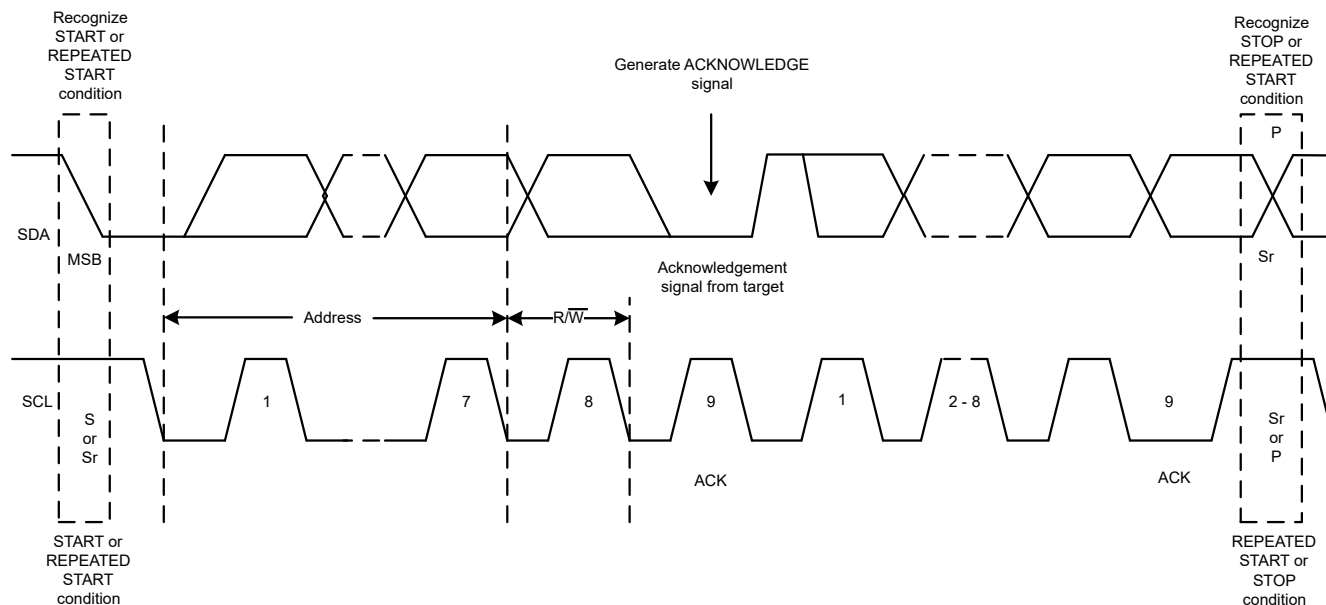 Recognize
START or
REPEATED
START
condition
Recognize
STOP or
REPEATED
START
condition
Generate ACKNOWLEDGE
signal
P
SDA
MSB
Acknowledgement
signal from target
Sr
Address
R/W̅
SCL
S
or
Sr
1
7
8
9
1
2 - 8
9
Sr
or
P
ACK
ACK
START or
REPEATED
START
condition
REPEATED
START or
STOP
condition